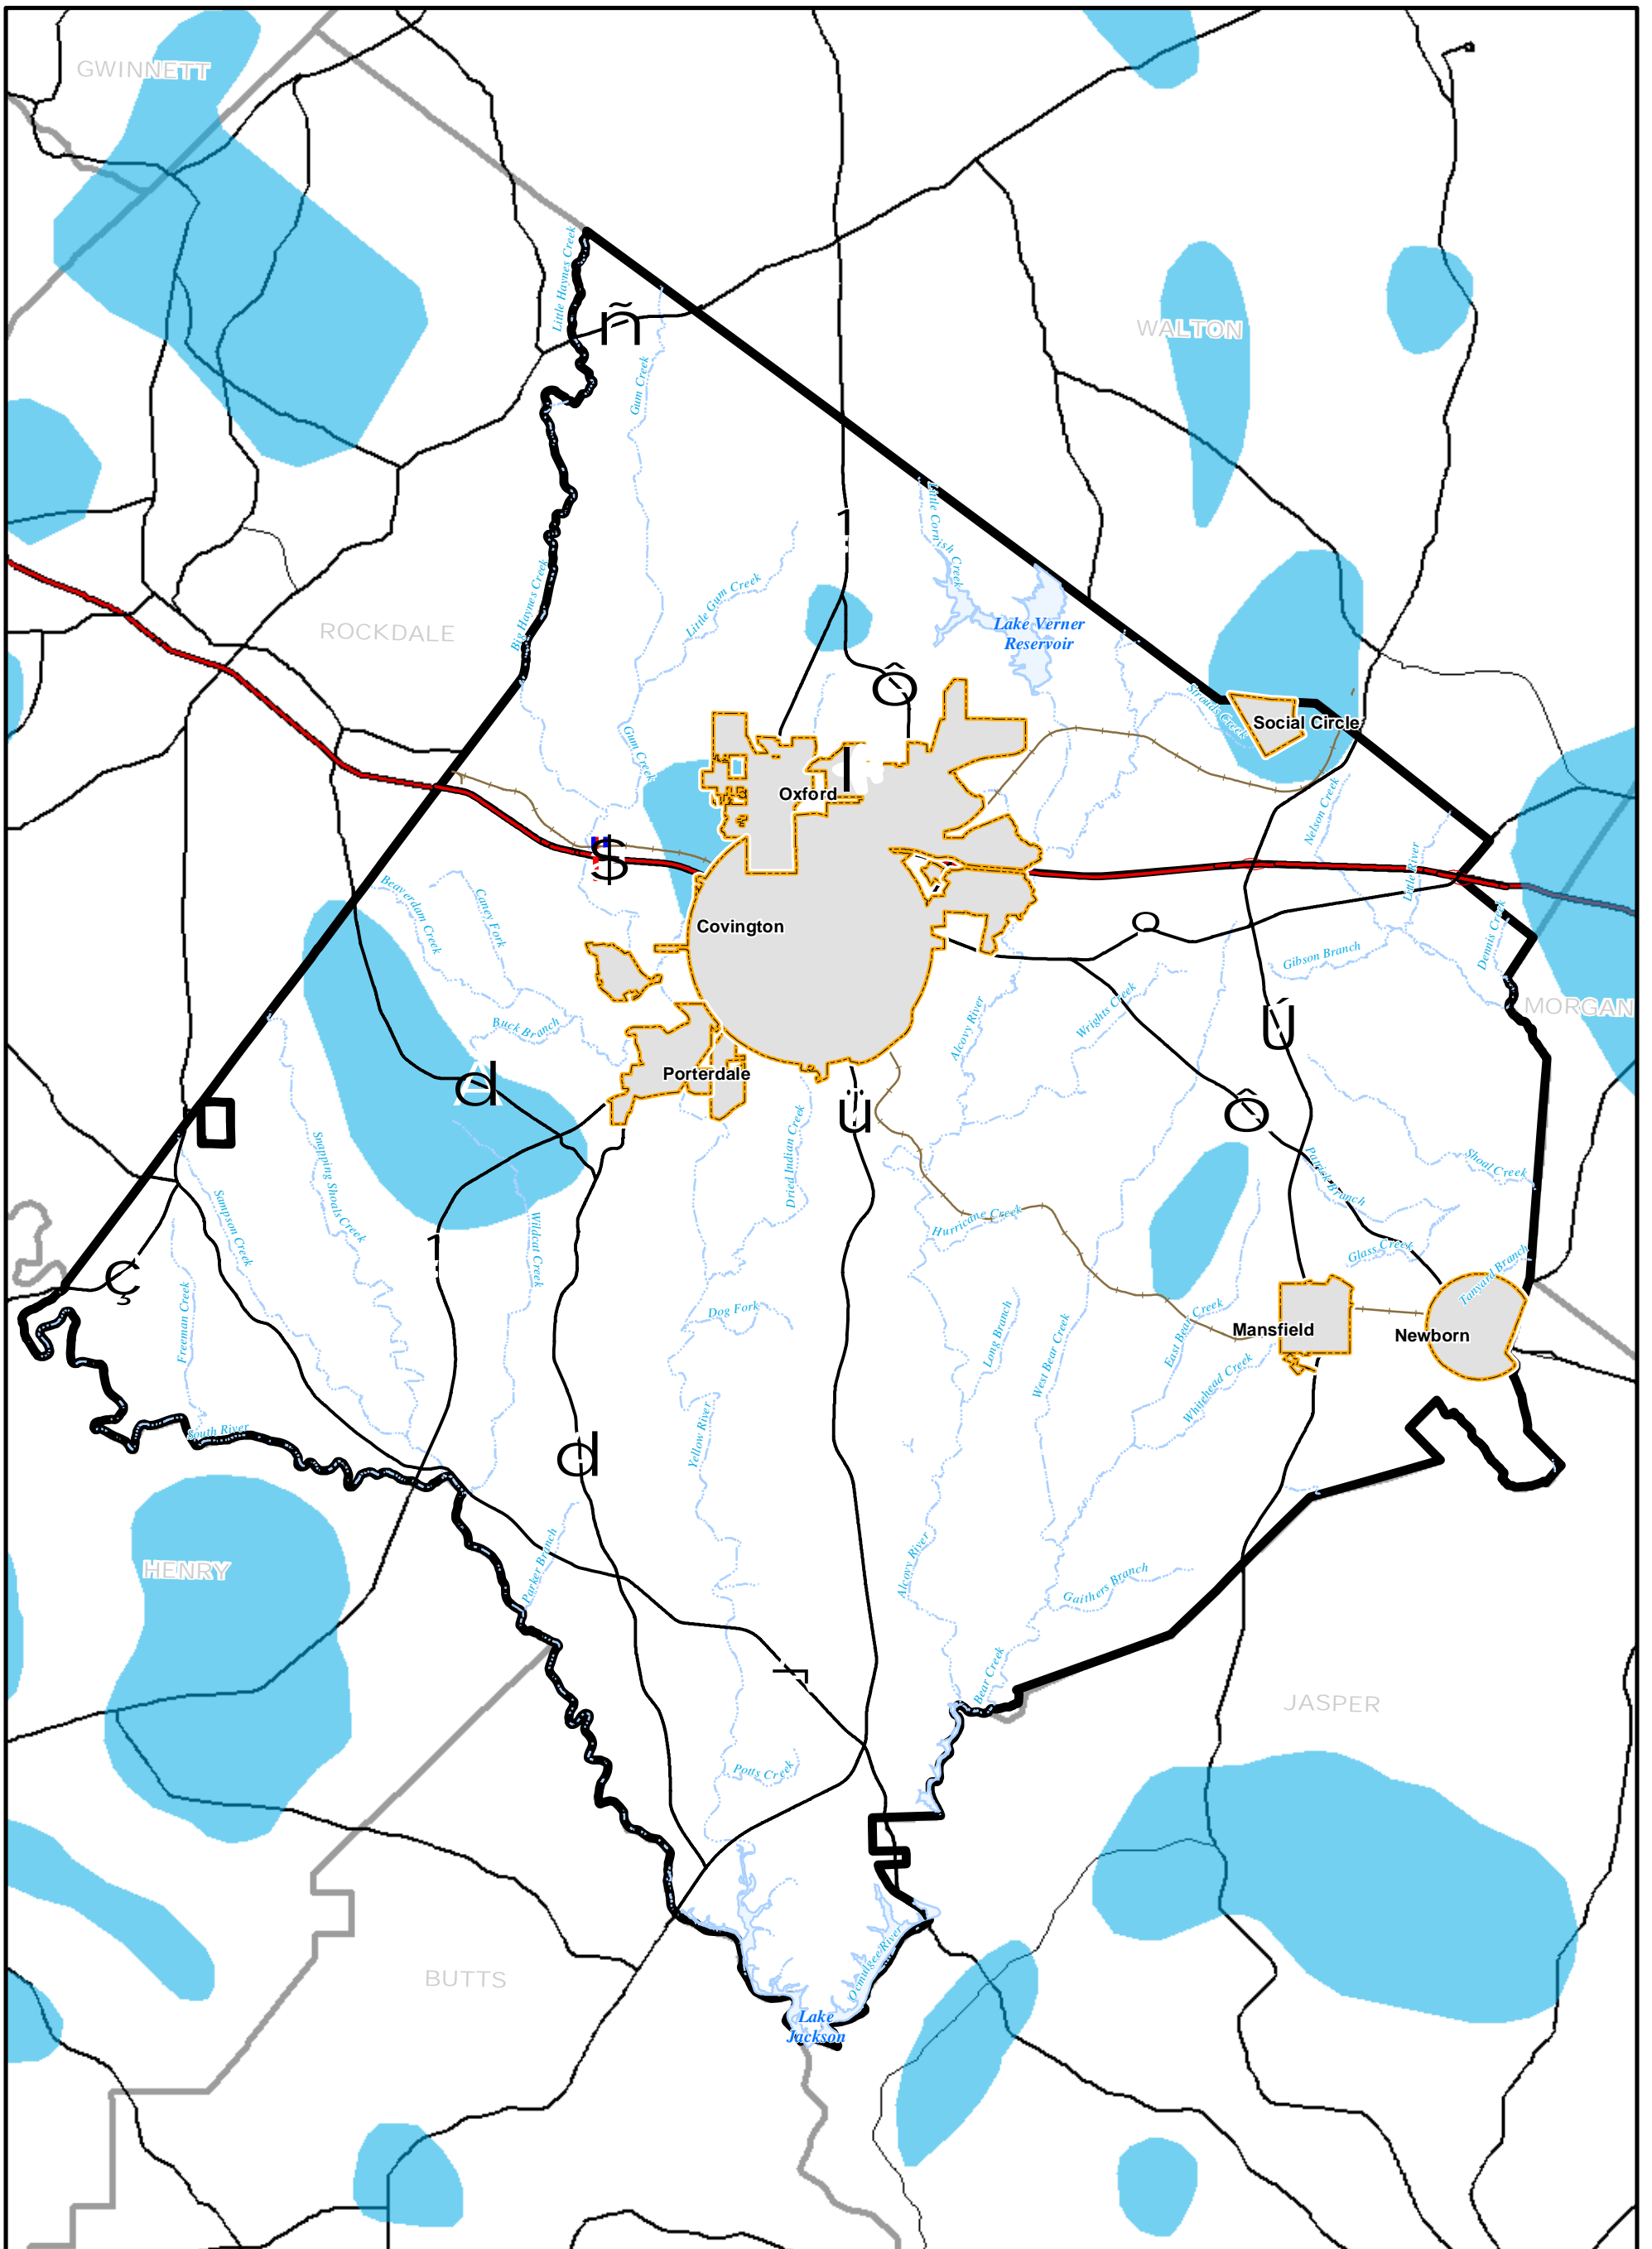 GWINNETT
Little Haynes Creek
ñ
WALTON
Gum Creek
1
Little Cornish Creek
Big Haynes Creek
Little Gum Creek
ROCKDALE
Lake Verner
Reservoir
Ô
Strouds Creek
Social Circle
Gum Creek
Oxford
Nelson Creek
$
Little River
Beaverdam Creek
Caney Fork
Covington
o
Dennis Creek
Gibson Branch
MORGAN
Alcovy River
Wrights Creek
Ú
Buck Branch
Porterdale
d
ü
Ô
Snapping Shoals Creek
Dried Indian Creek
Parrick Branch
Shoal Creek
Sampson Creek
Wildcat Creek
Hurricane Creek
1
Glass Creek
Tanyard Branch
ç
Freeman Creek
Dog Fork
Long Branch
West Bear Creek
East Bear Creek
Mansfield
Newborn
Whitehead Creek
South River
Yellow River
d
HENRY
Parker Branch
Alcovy River
Gaithers Branch
Bear Creek
JASPER
Potts Creek
Ocmulgee River
BUTTS
Lake
Jackson